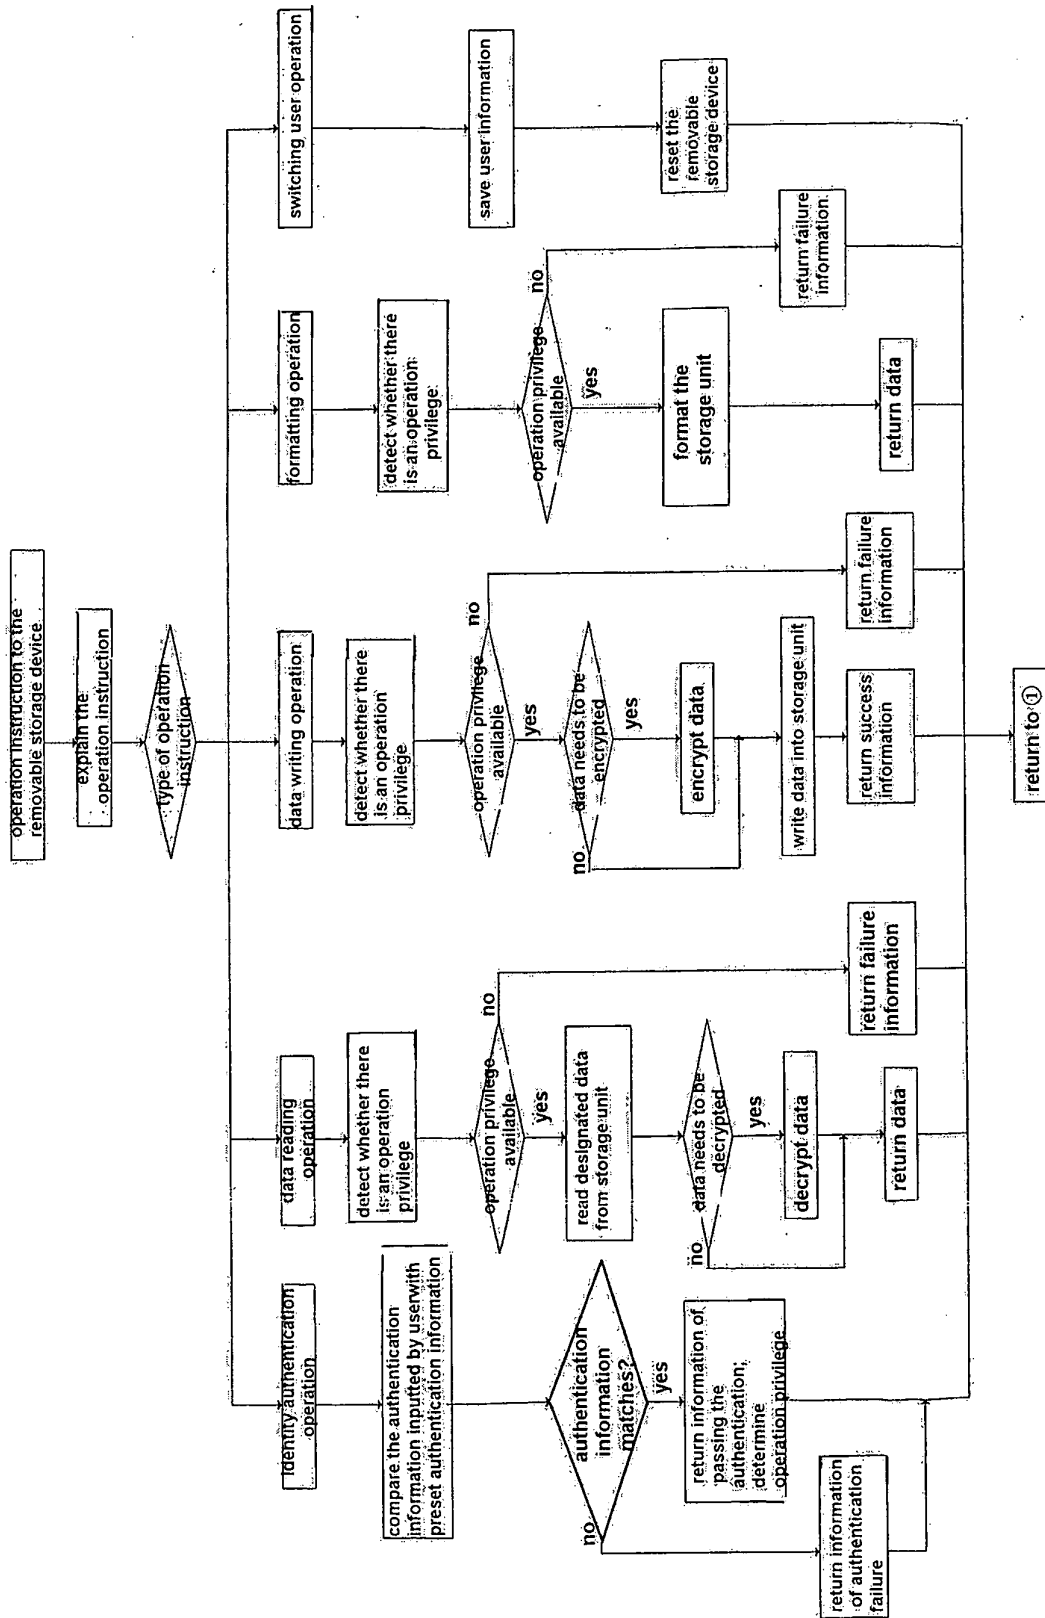 operation instruction to the
removable storage device
explain the
operation instruction
type of operation
instruction
Identity authentication
operation
compare the authentication
information inputted by userwith
preset authentication information
authentication
information
matches?
no
yes
return information of
passing the
authentication;
determine
operation privilege
return information
of authentication
failure
data reading
operation
detect whether there
is an operation
privilege
operation privilege
available
no
yes
read designated data
from storage unit
data needs to be
decrypted
no
yes
decrypt data
return data
return failure
information
data writing operation
detect whether there
is an operation
privilege
operation privilege
available
no
yes
data needs to be
encrypted
no
yes
encrypt data
write data into storage unit
return success
information
return failure
information
formatting operation
detect whether there
is an operation
privilege
operation privilege
available
no
yes
format the
storage unit
return data
return failure
information
switching user operation
save user information
reset the
removable
storage device
return to ①